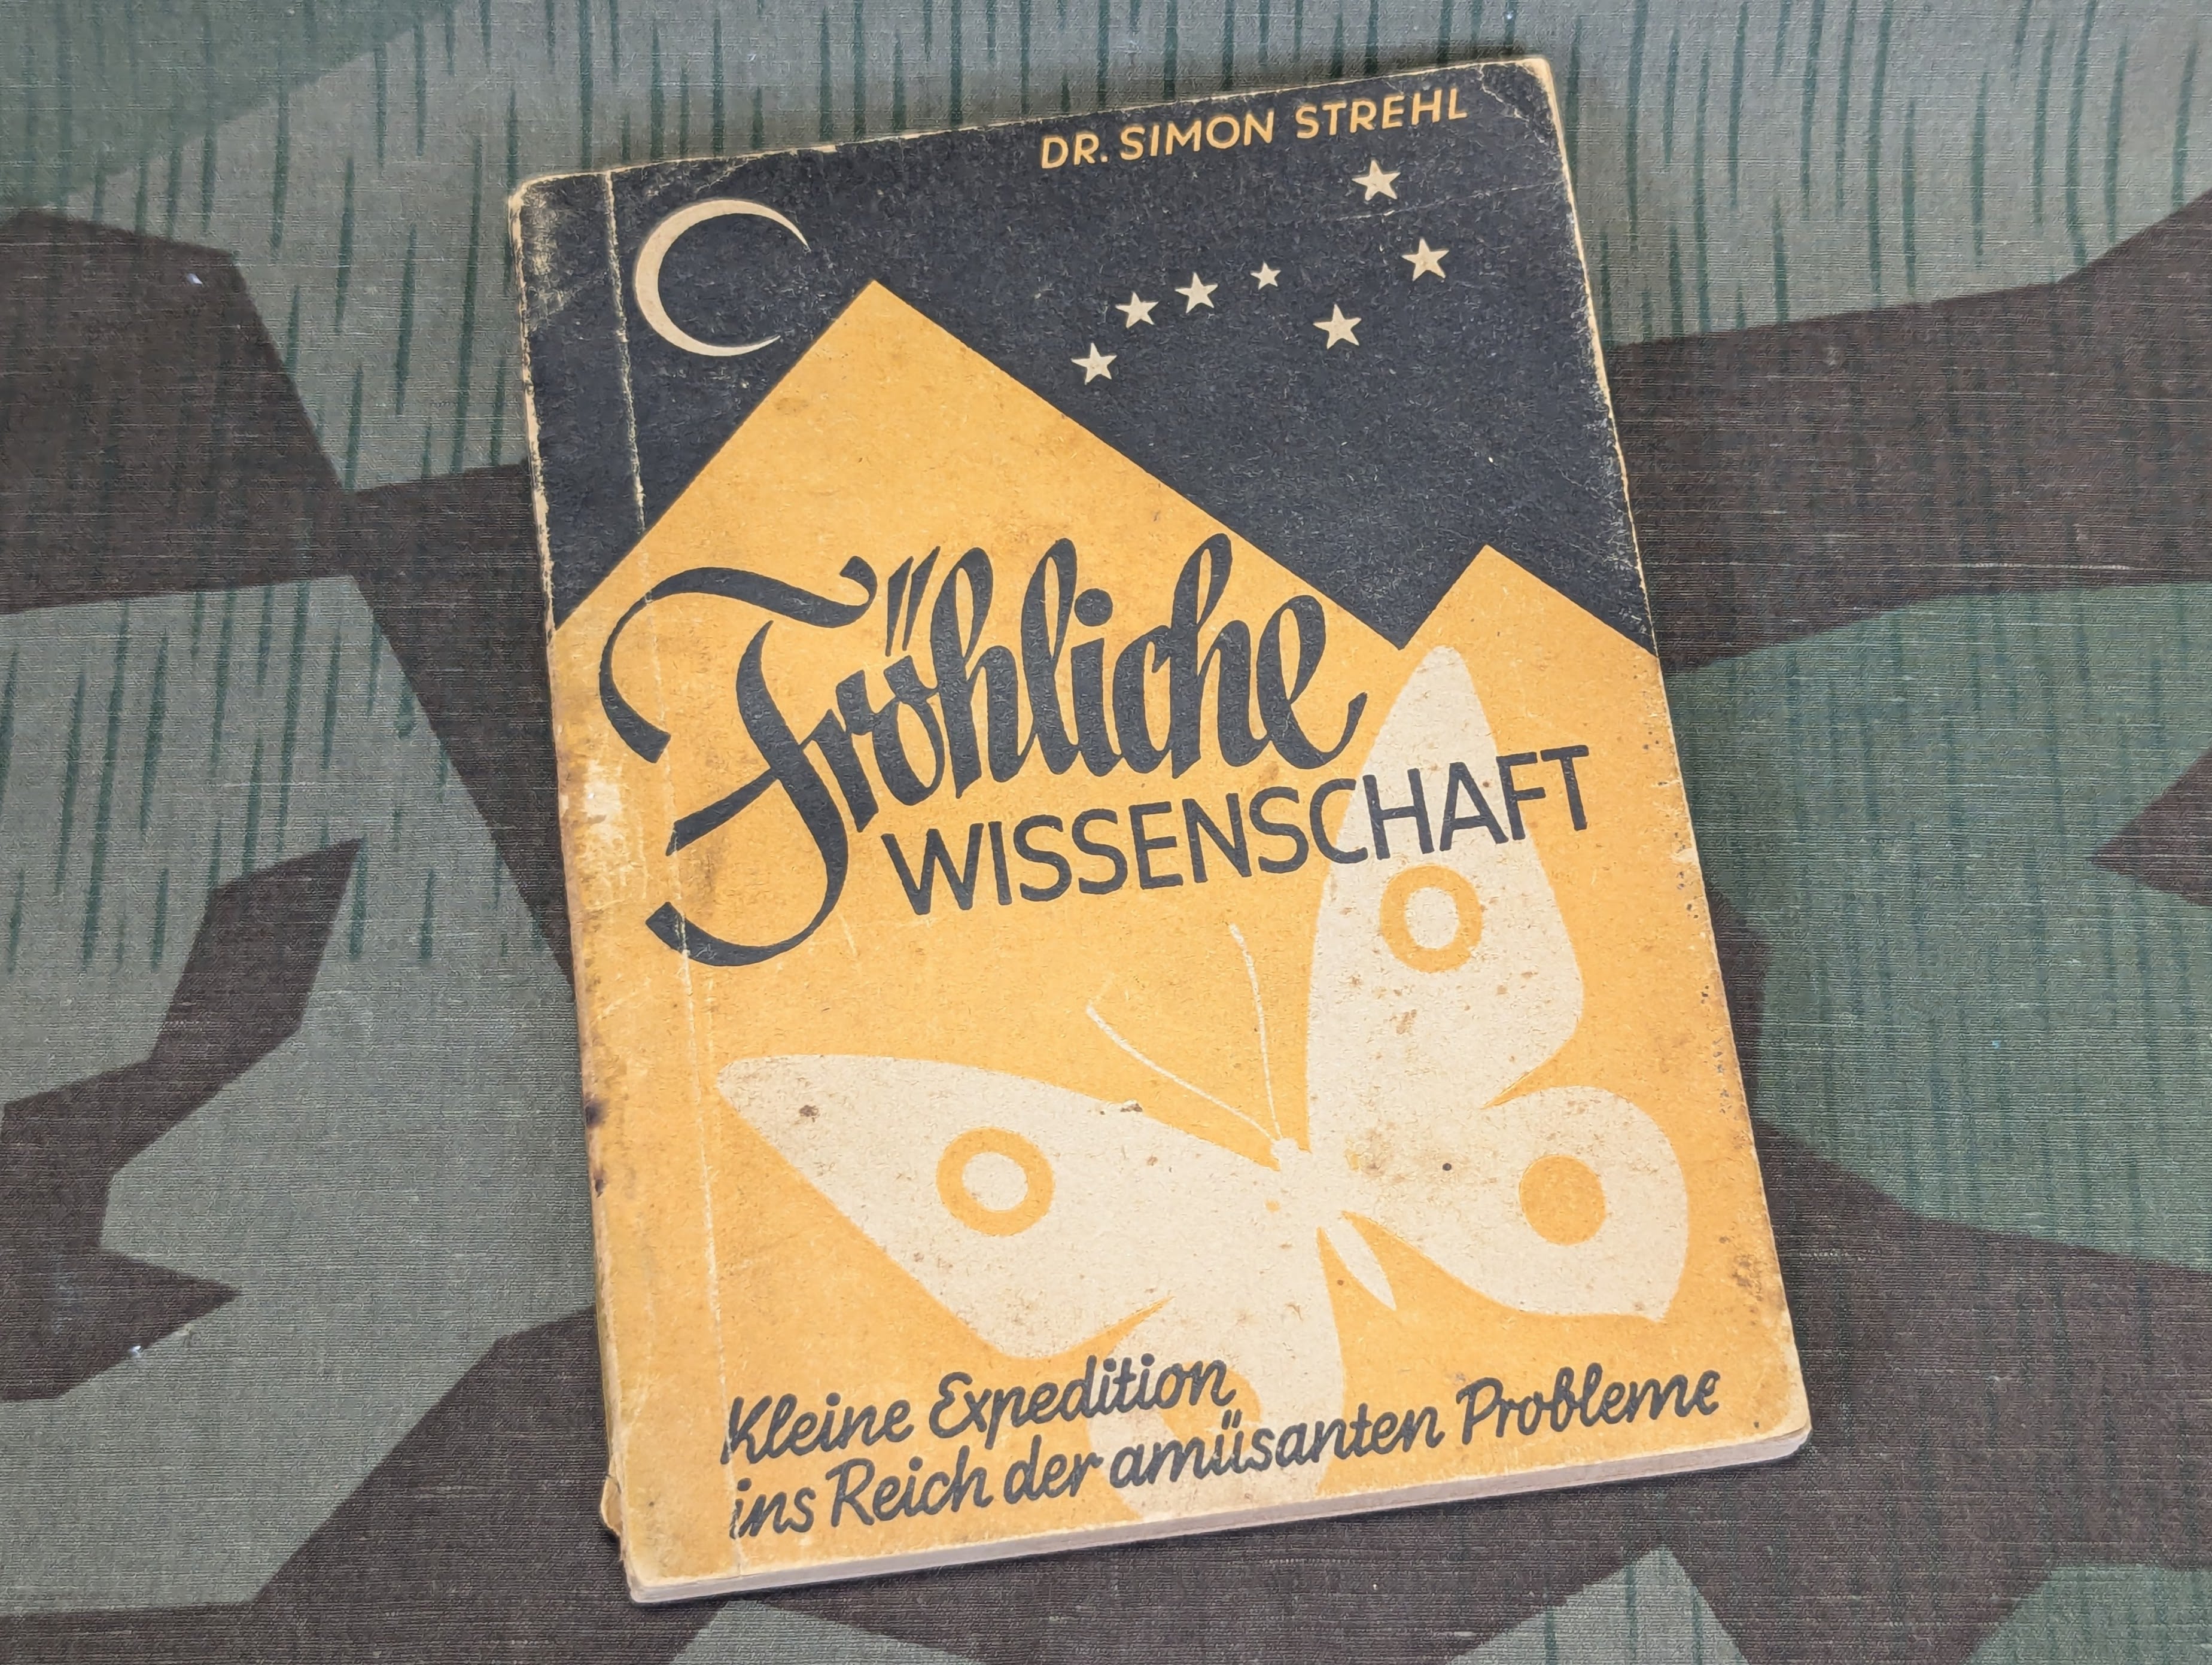 DR. SIMON STREHL
Fröhliche
WISSENSCHAFT
Kleine Expedition
ins Reich der amüsanten Probleme